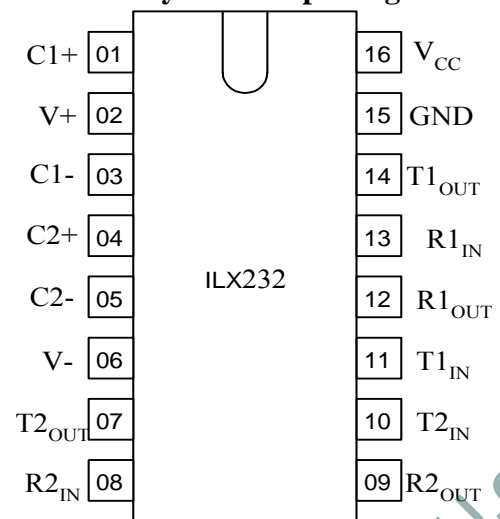 C1+ 01 16 VCC
V+ 02 15 GND
C1- 03 14 T1OUT
C2+ 04 13 R1IN
ILX232
C2- 05 12 R1OUT
V- 06 11 T1IN
T2OUT 07 10 T2IN
R2IN 08 09 R2OUT